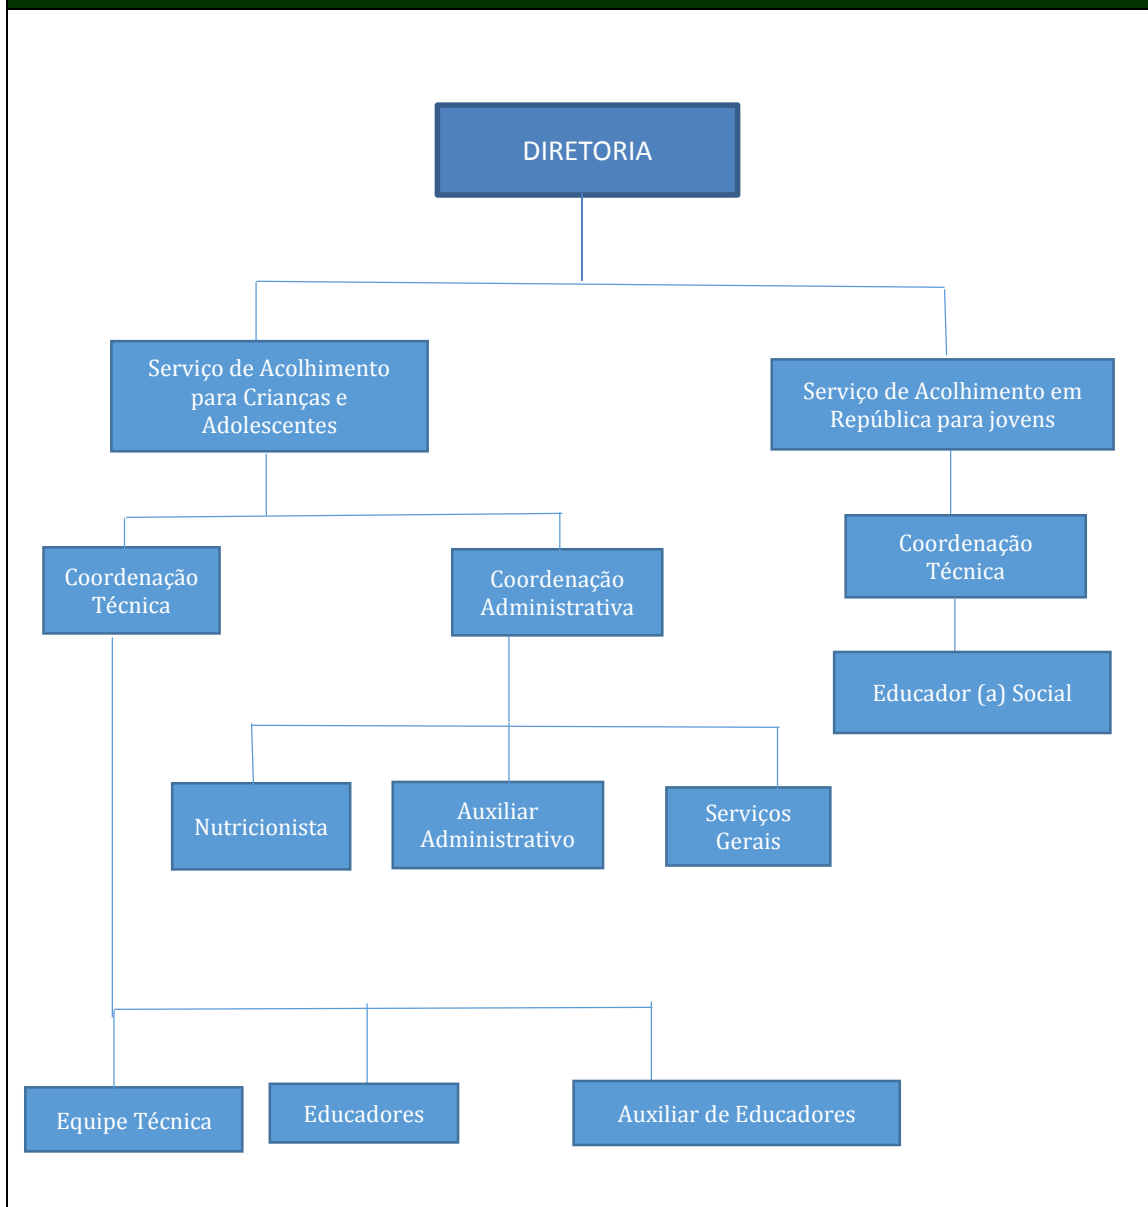 DIRETORIA
Serviço de Acolhimento
para Crianças e
Adolescentes
Serviço de Acolhimento em
República para jovens
Coordenação
Técnica
Coordenação
Administrativa
Coordenação
Técnica
Educador (a) Social
Nutricionista
Auxiliar
Administrativo
Serviços
Gerais
Equipe Técnica
Educadores
Auxiliar de Educadores